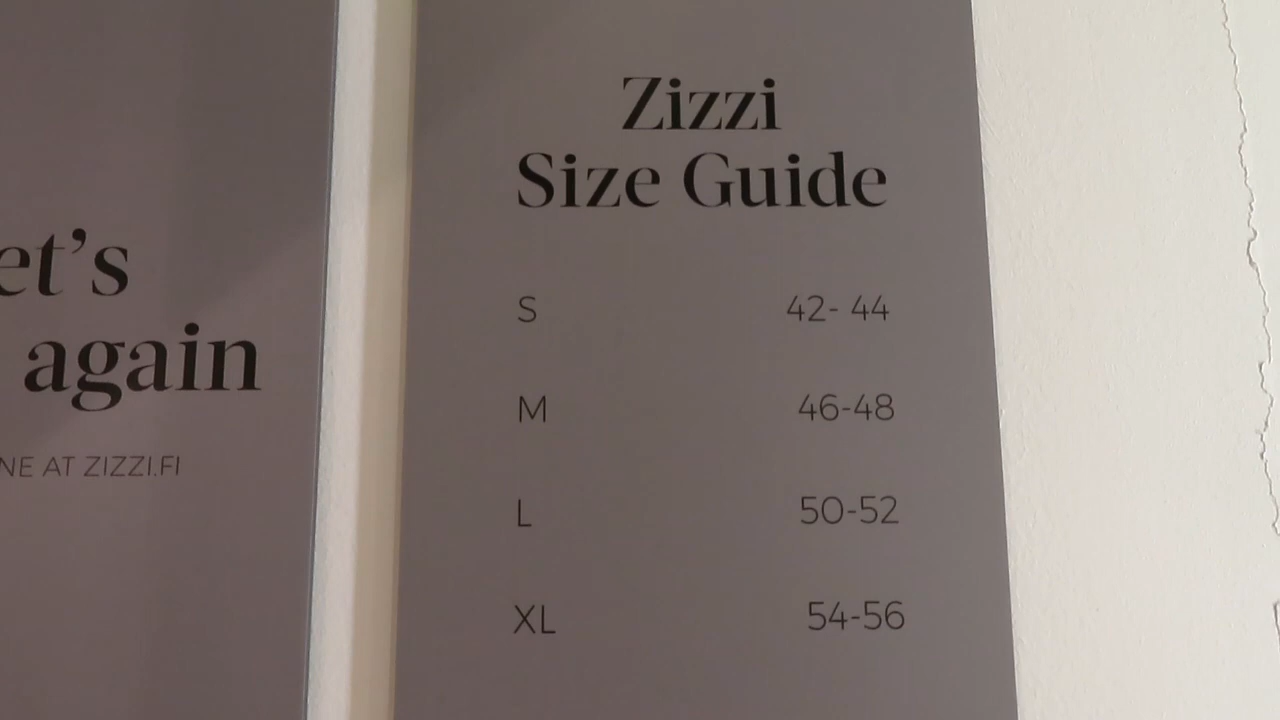 et's
again
NE AT ZIZZI.FI
Zizzi
Size Guide
S 42- 44
M 46-48
L 50-52
XL 54-56